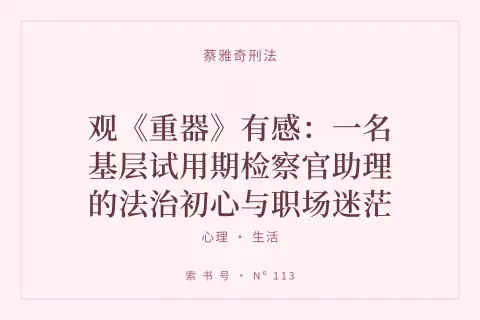 蔡雅奇刑法
观《重器》有感：一名
基层试用期检察官助理
的法治初心与职场迷茫
心理 · 生活
索书号 · Nº 113